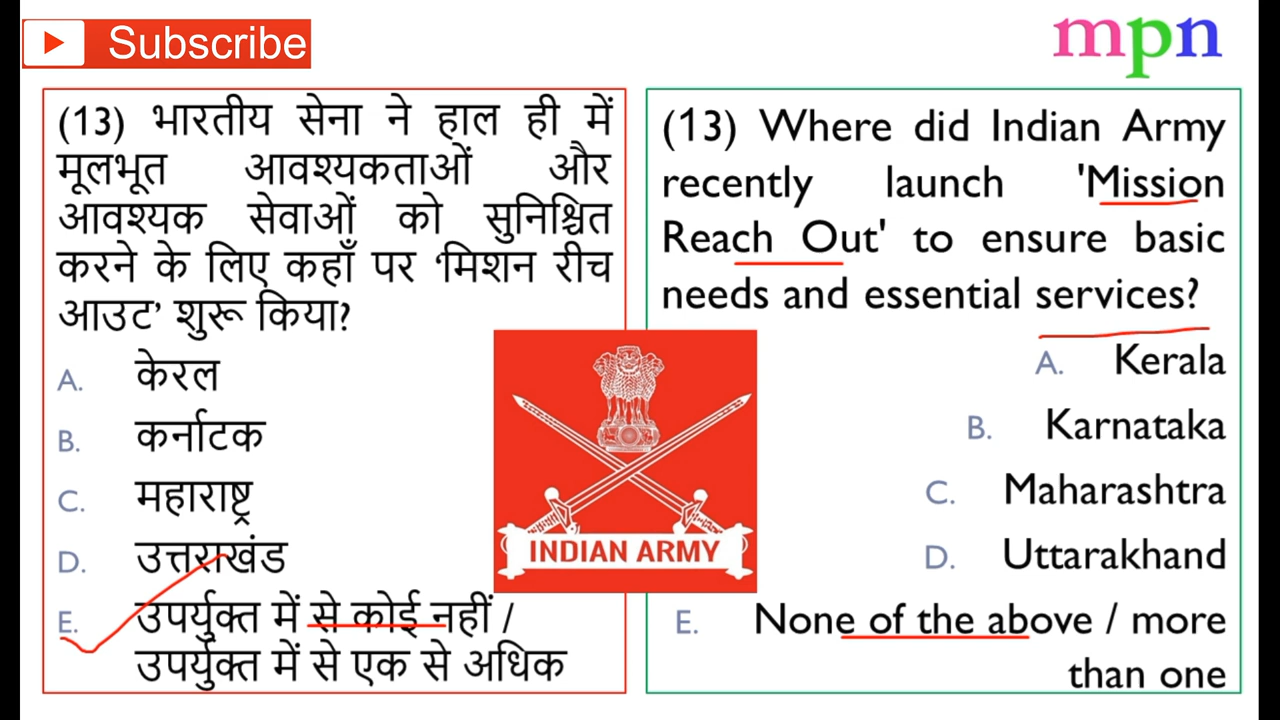 Subscribe
mpn
(13) भारतीय सेना ने हाल ही में
मूलभूत आवश्यकताओं और
आवश्यक सेवाओं को सुनिश्चित
करने के लिए कहाँ पर ‘मिशन रीच
आउट’ शुरू किया?
A. केरल
B. कर्नाटक
C. महाराष्ट्र
D. उत्तराखंड
E. उपर्युक्त में से कोई नहीं /
उपर्युक्त में से एक से अधिक
(13) Where did Indian Army
recently launch 'Mission
Reach Out' to ensure basic
needs and essential services?
A. Kerala
B. Karnataka
C. Maharashtra
D. Uttarakhand
E. None of the above / more
than one
INDIAN ARMY